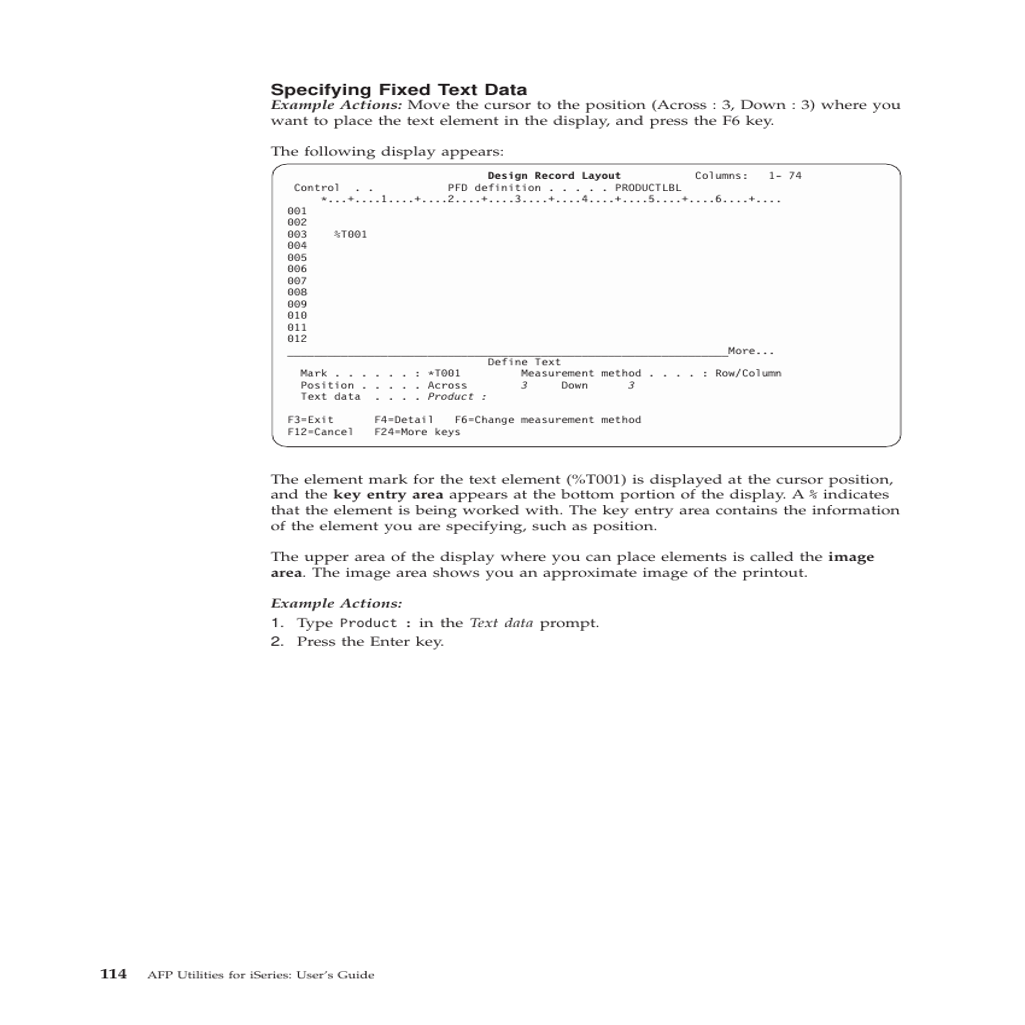 Specifying Fixed Text Data
Example Actions: Move the cursor to the position (Across : 3, Down : 3) where you
want to place the text element in the display, and press the F6 key.
The following display appears:
Design Record Layout Columns: 1- 74
Control . . PFD definition . . . . . PRODUCTLBL
*...+....1....+....2....+....3....+....4....+....5....+....6....+....
001
002
003 %T001
004
005
006
007
008
009
010
011
012
More...
Define Text
Mark . . . . . . : *T001 Measurement method . . . . : Row/Column
Position . . . . . Across 3 Down 3
Text data . . . . Product :
F3=Exit F4=Detail F6=Change measurement method
F12=Cancel F24=More keys
The element mark for the text element (%T001) is displayed at the cursor position,
and the key entry area appears at the bottom portion of the display. A % indicates
that the element is being worked with. The key entry area contains the information
of the element you are specifying, such as position.
The upper area of the display where you can place elements is called the image
area. The image area shows you an approximate image of the printout.
Example Actions:
1. Type Product : in the Text data prompt.
2. Press the Enter key.
114 AFP Utilities for iSeries: User's Guide